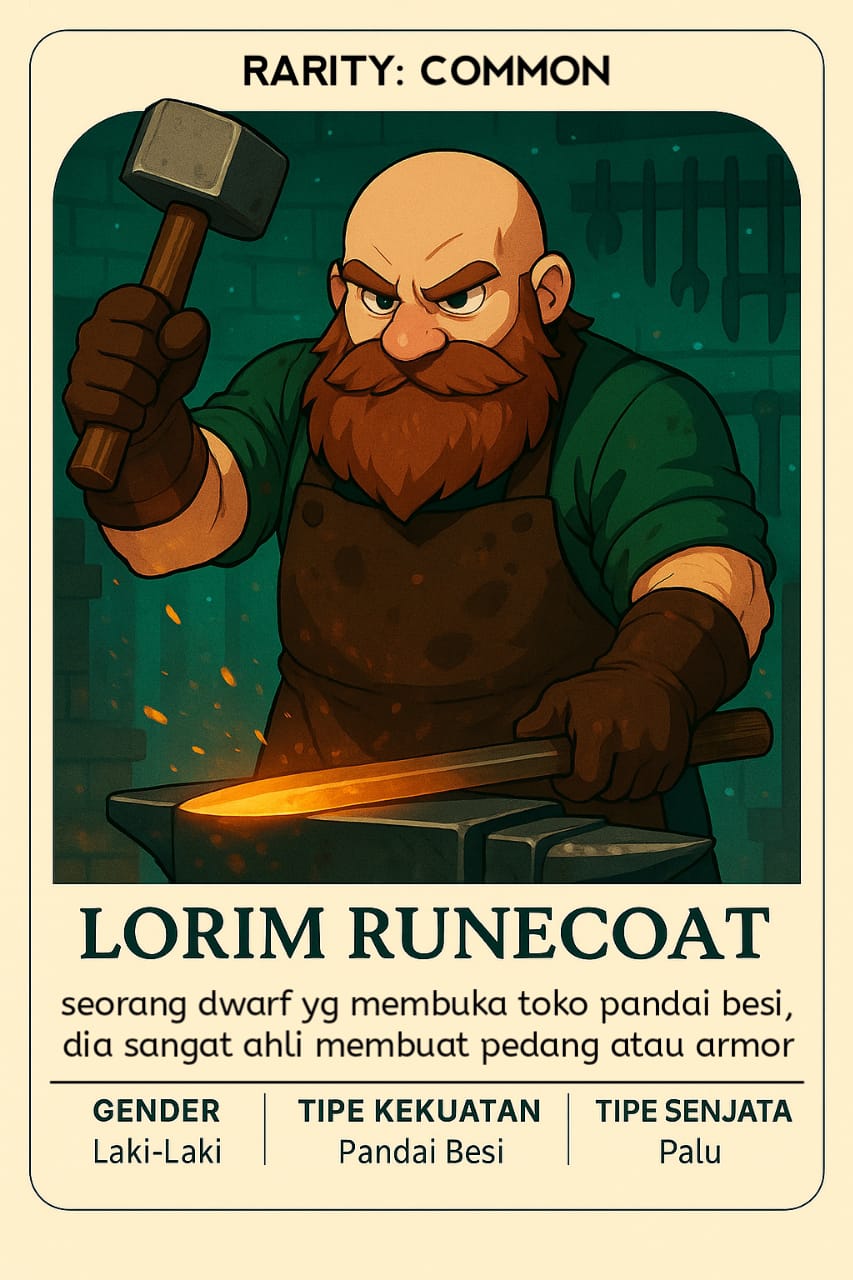 RARITY: COMMON
LORIM RUNECOAT
seorang dwarf yg membuka toko pandai besi,
dia sangat ahli membuat pedang atau armor
GENDER
Laki-Laki
TIPE KEKUATAN
Pandai Besi
TIPE SENJATA
Palu